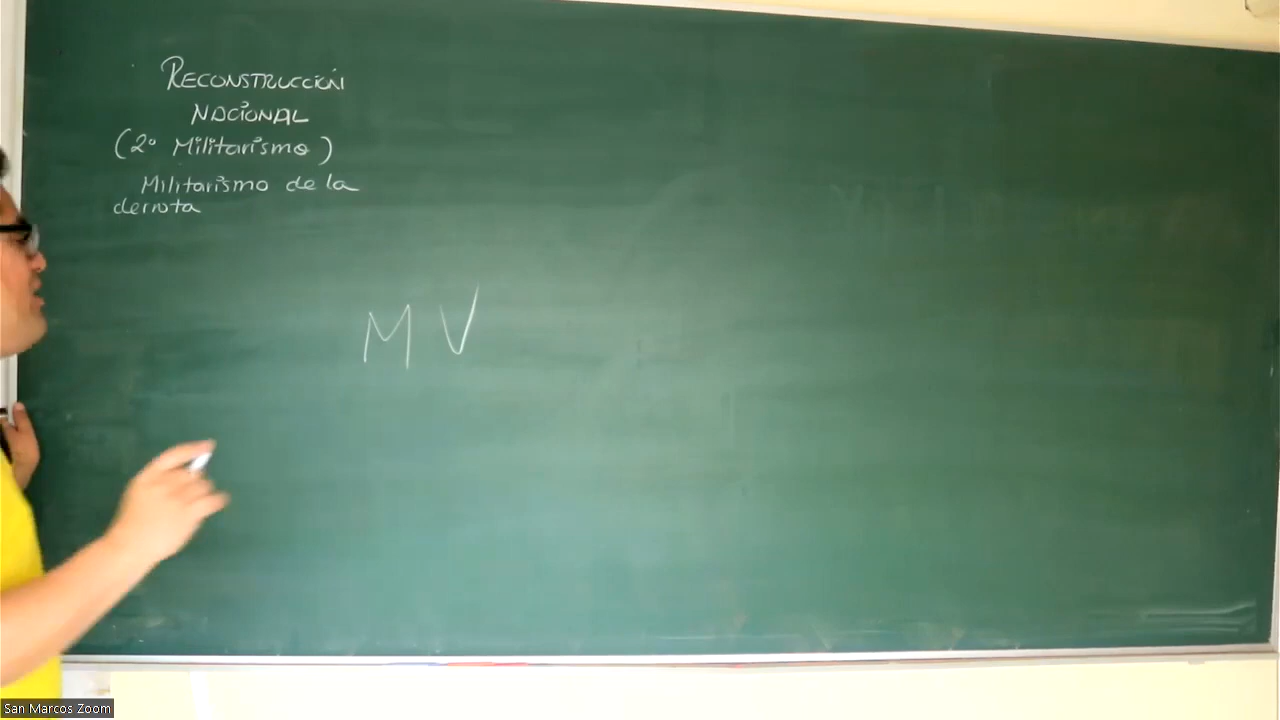 RECONSTRUCCIÓN
NACIONAL
(2° Militarismo)
Militarismo de la
derrota
M V
San Marcos Zoom